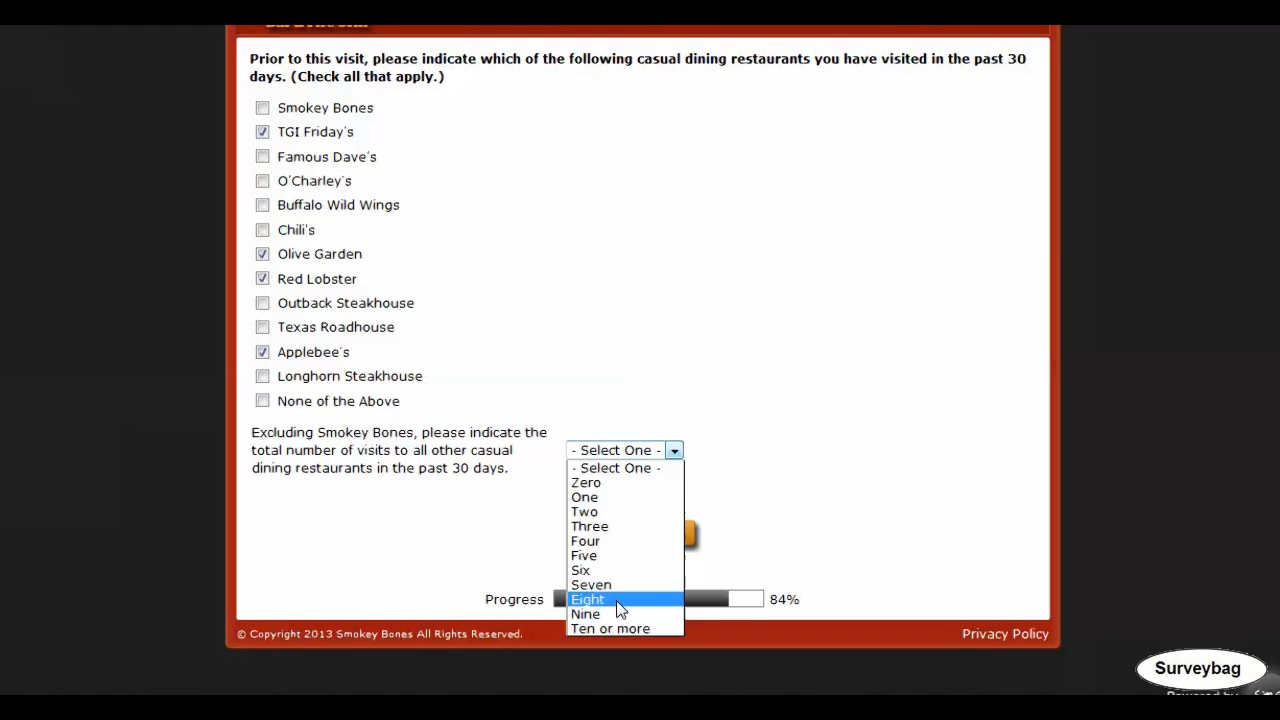 Prior to this visit, please indicate which of the following casual dining restaurants you have visited in the past 30
days. (Check all that apply.)
Smokey Bones
TGI Friday's
Famous Dave's
O'Charley's
Buffalo Wild Wings
Chili's
Olive Garden
Red Lobster
Outback Steakhouse
Texas Roadhouse
Applebee's
Longhorn Steakhouse
None of the Above
Excluding Smokey Bones, please indicate the
total number of visits to all other casual
dining restaurants in the past 30 days.
- Select One -
- Select One -
Zero
One
Two
Three
Four
Five
Six
Seven
Eight
Nine
Ten or more
Progress
84%
© Copyright 2013 Smokey Bones All Rights Reserved.
Privacy Policy
Surveybag